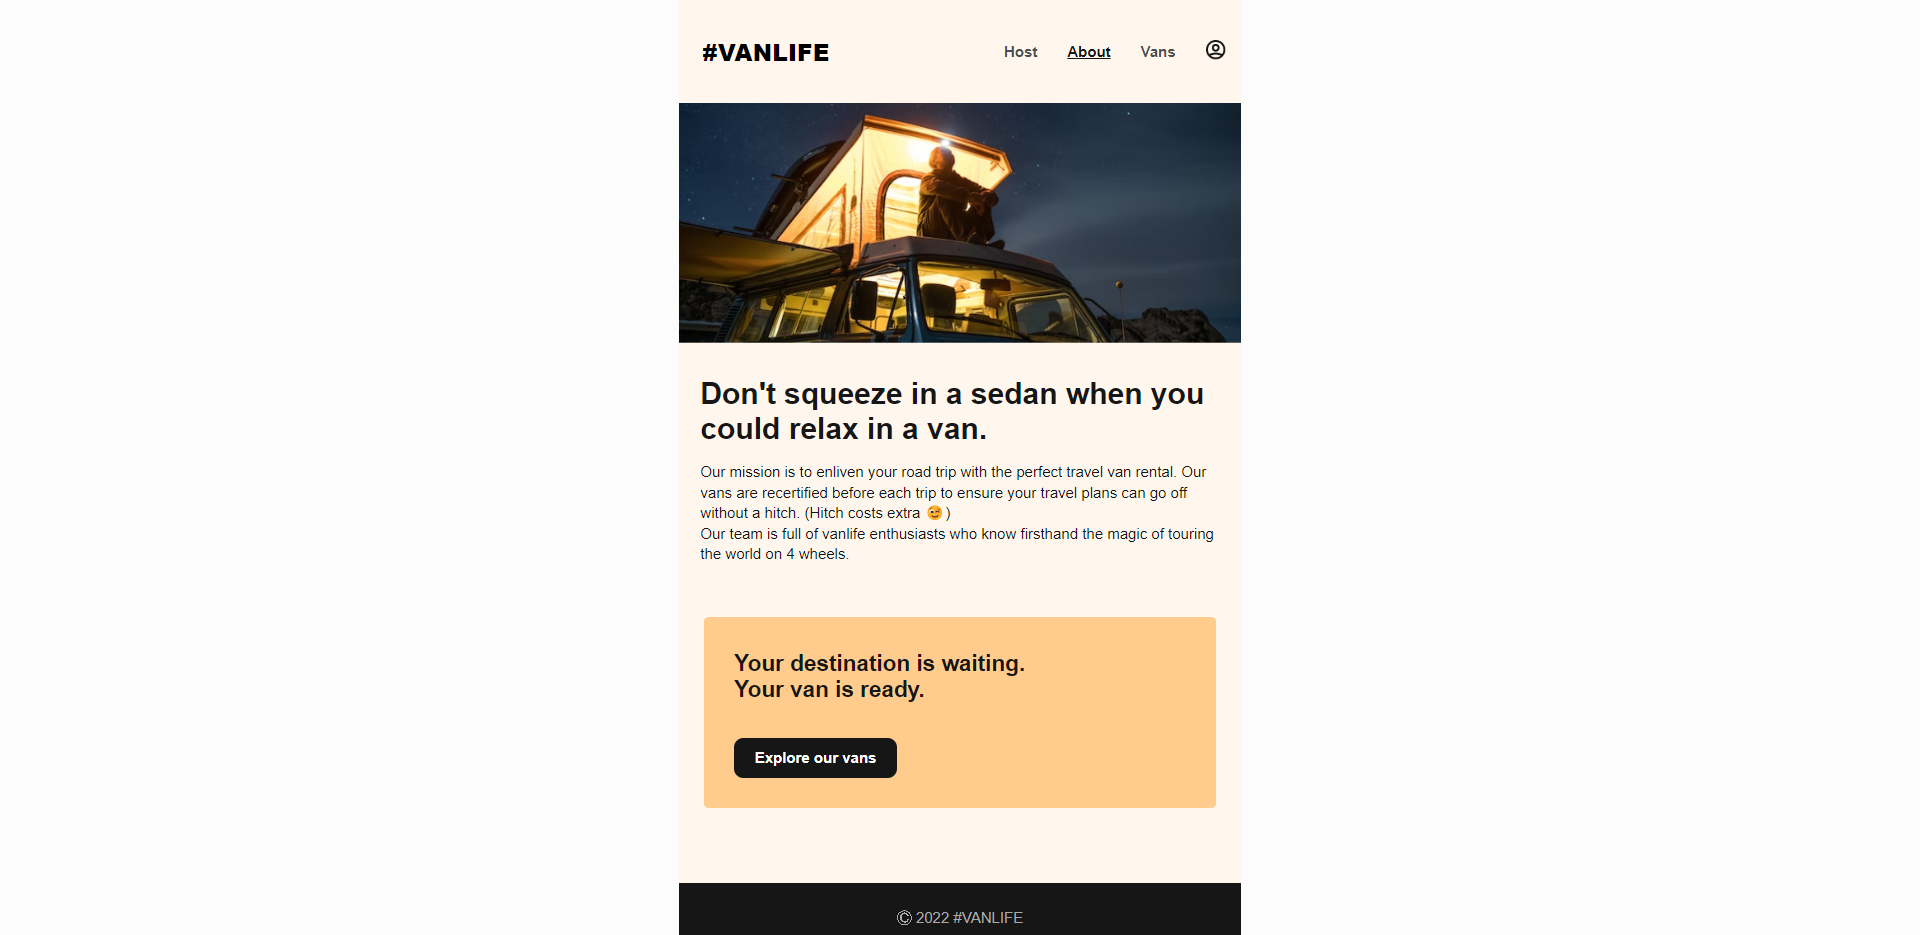 #VANLIFE
Host About Vans
Don't squeeze in a sedan when you
could relax in a van.
Our mission is to enliven your road trip with the perfect travel van rental. Our
vans are recertified before each trip to ensure your travel plans can go off
without a hitch. (Hitch costs extra 😉 )
Our team is full of vanlife enthusiasts who know firsthand the magic of touring
the world on 4 wheels.
Your destination is waiting.
Your van is ready.
Explore our vans
© 2022 #VANLIFE